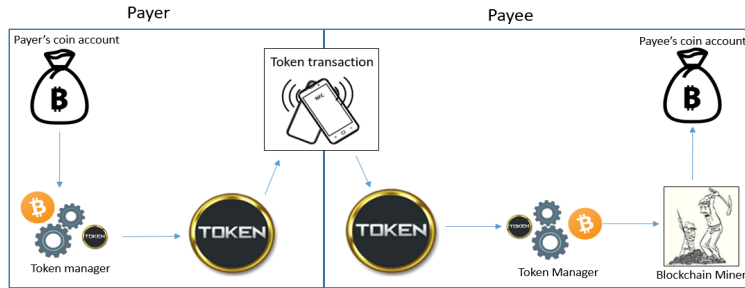 Payer
Payee
Payer's coin account
Payee's coin account
Token transaction
NFC
TOKEN
TOKEN
TOKEN
TOKEN
Token manager
Token Manager
Blockchain Miner